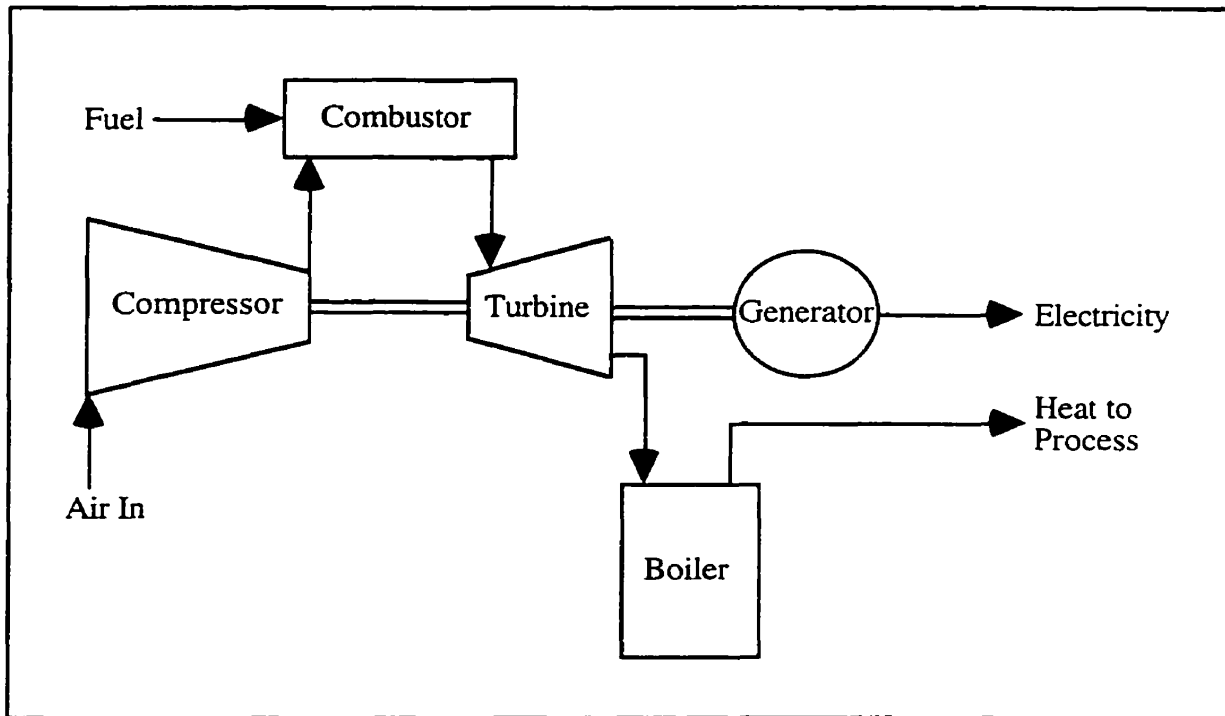 Fuel
Combustor
Compressor
Turbine
Generator
Electricity
Heat to
Process
Air In
Boiler